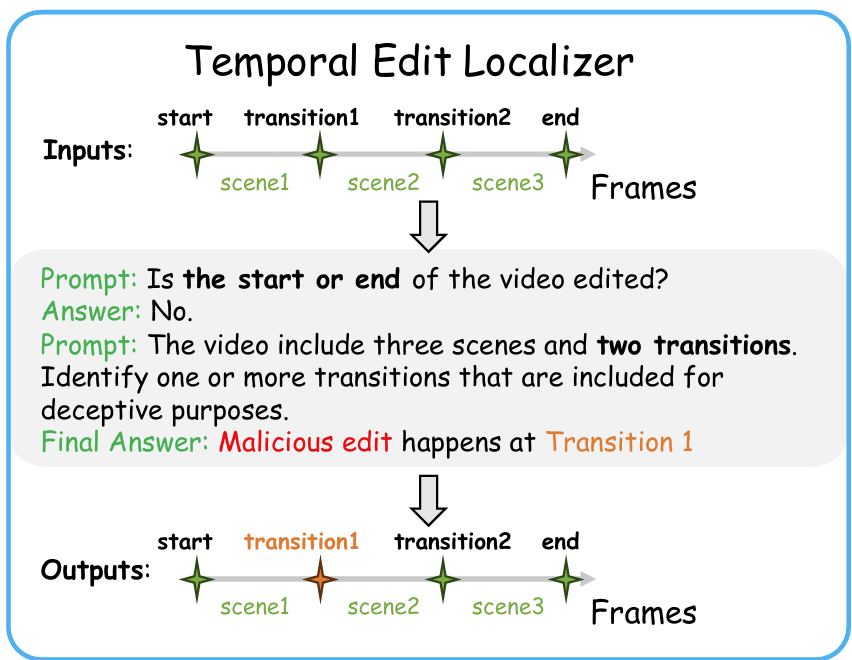 Temporal Edit Localizer
start transition1 transition2 end
Inputs:
scene1 scene2 scene3
Frames
Prompt: Is the start or end of the video edited?
Answer: No.
Prompt: The video include three scenes and two transitions.
Identify one or more transitions that are included for
deceptive purposes.
Final Answer: Malicious edit happens at Transition 1
start transition1 transition2 end
Outputs:
scene1 scene2 scene3
Frames